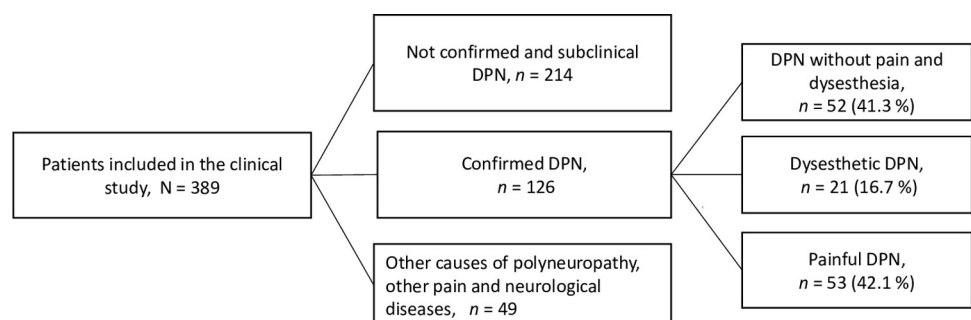 Patients included in the clinical
study, N = 389
Not confirmed and subclinical
DPN, n = 214
Confirmed DPN,
n = 126
Other causes of polyneuropathy,
other pain and neurological
diseases, n = 49
DPN without pain and
dysesthesia,
n = 52 (41.3 %)
Dysesthetic DPN,
n = 21 (16.7 %)
Painful DPN,
n = 53 (42.1 %)